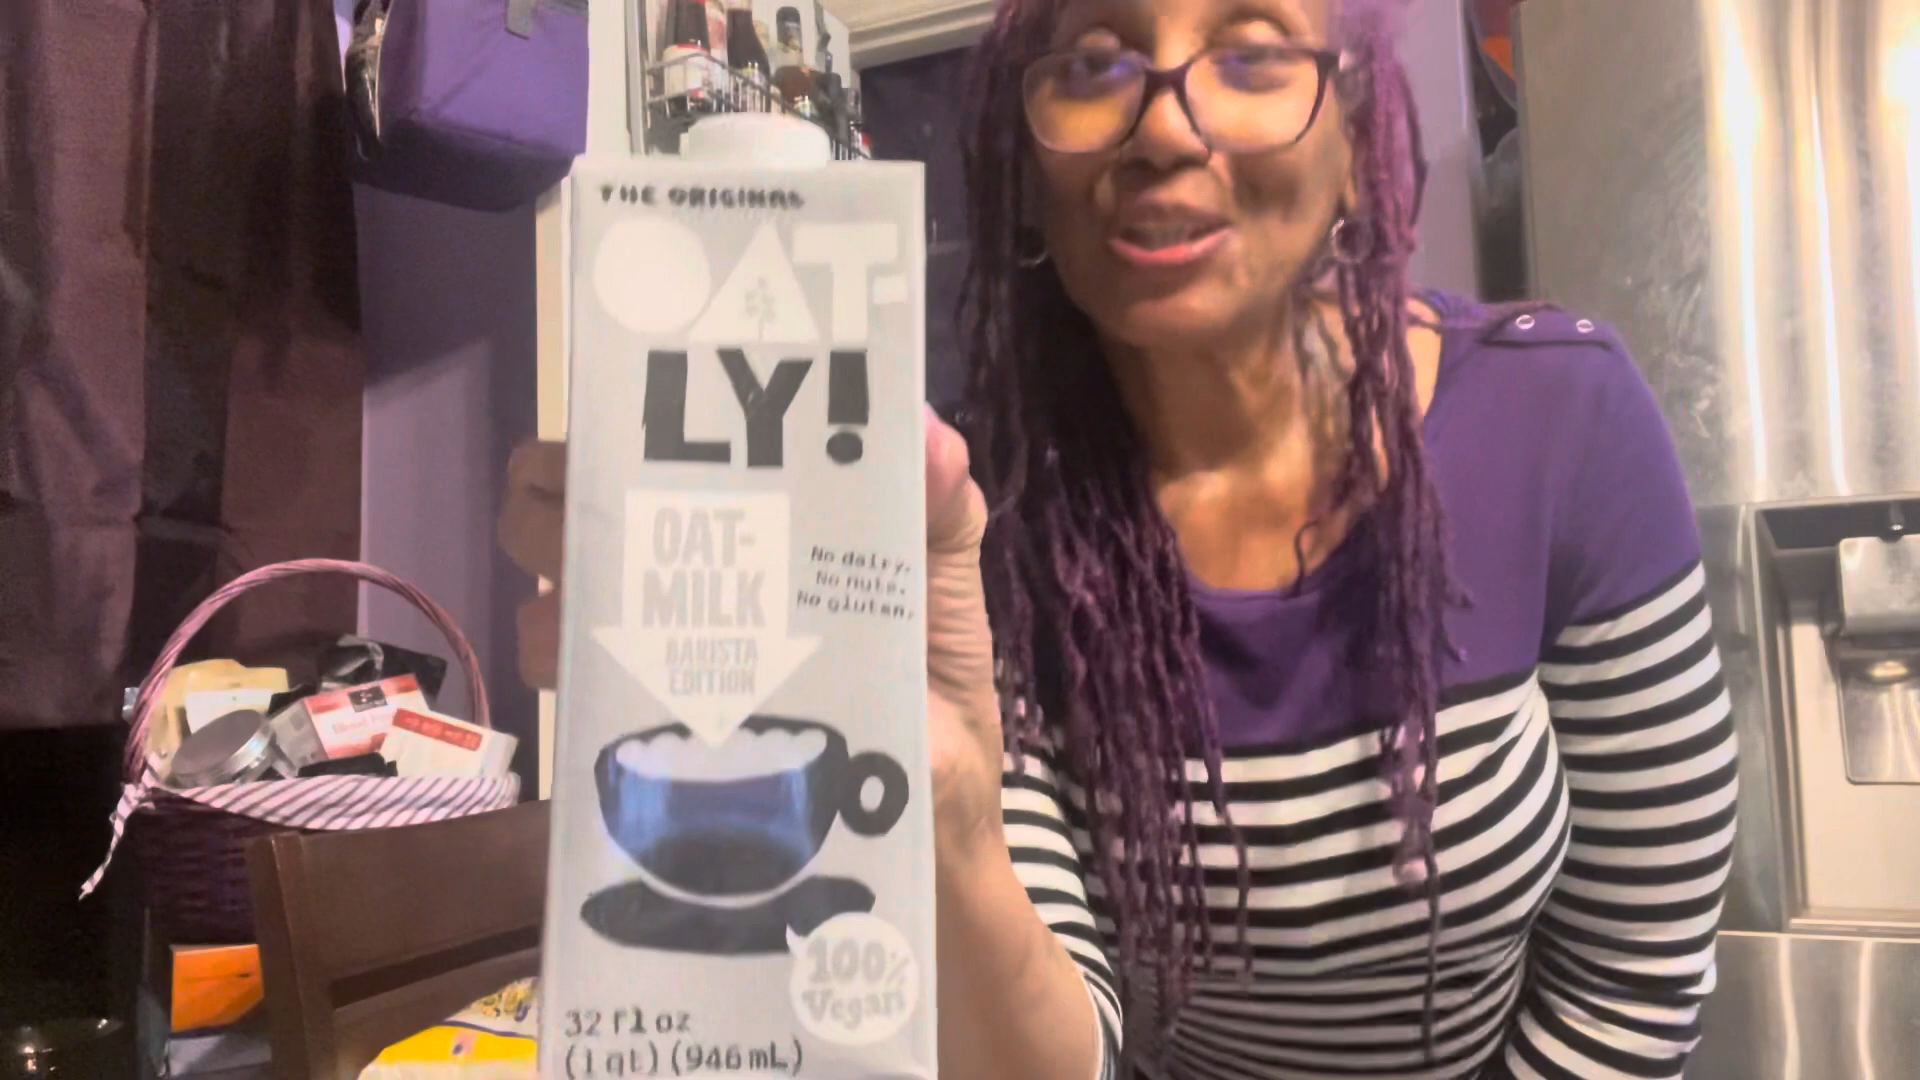 THE ORIGINAL
OAT-
LY!
OAT-
MILK
BARISTA
EDITION
No dairy.
No nuts.
No gluten.
100%
Vegan
32 fl oz
(1 qt) (946 mL)